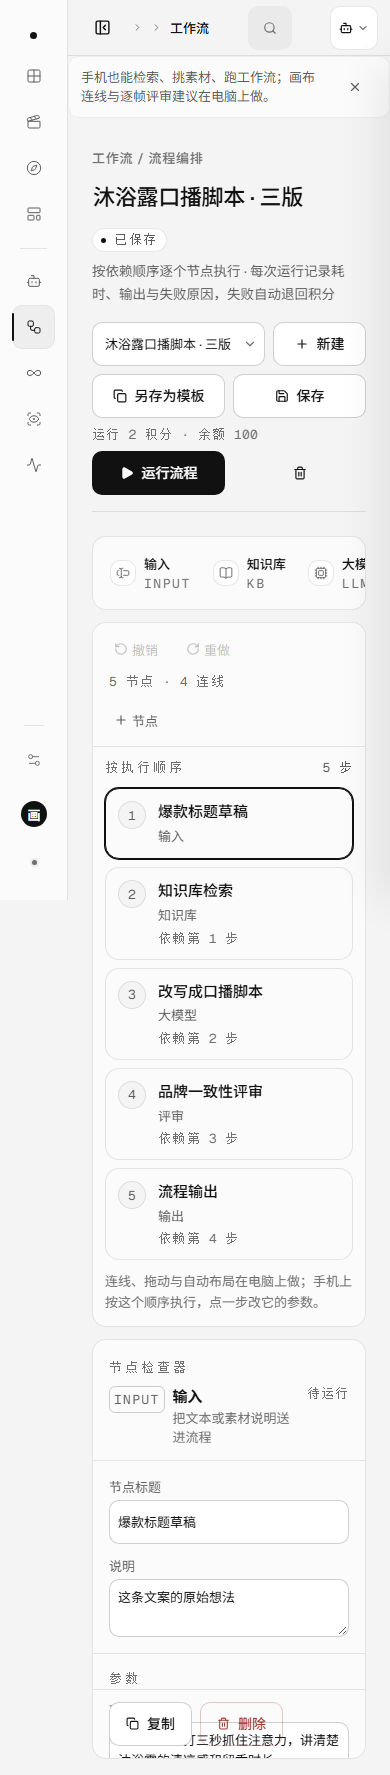 工作流
手机也能检索、挑素材、跑工作流；画布
连线与逐帧评审建议在电脑上做。
工作流 / 流程编排
沐浴露口播脚本 · 三版
已保存
按依赖顺序逐个节点执行 · 每次运行记录耗
时、输出与失败原因，失败自动退回积分
沐浴露口播脚本 · 三版
新建
另存为模板
保存
运行 2 积分 · 余额 100
运行流程
输入
INPUT
知识库
KB
大模
LLM
撤销
重做
5 节点 · 4 连线
节点
按执行顺序
5 步
1
爆款标题草稿
输入
2
知识库检索
知识库
依赖第 1 步
3
改写成口播脚本
大模型
依赖第 2 步
4
品牌一致性评审
评审
依赖第 3 步
5
流程输出
输出
依赖第 4 步
连线、拖动与自动布局在电脑上做；手机上
按这个顺序执行，点一步改它的参数。
画
节点检查器
INPUT
输入
待运行
把文本或素材说明送
进流程
节点标题
爆款标题草稿
说明
这条文案的原始想法
参数
复制
删除
打三秒抓住注意力，讲清楚